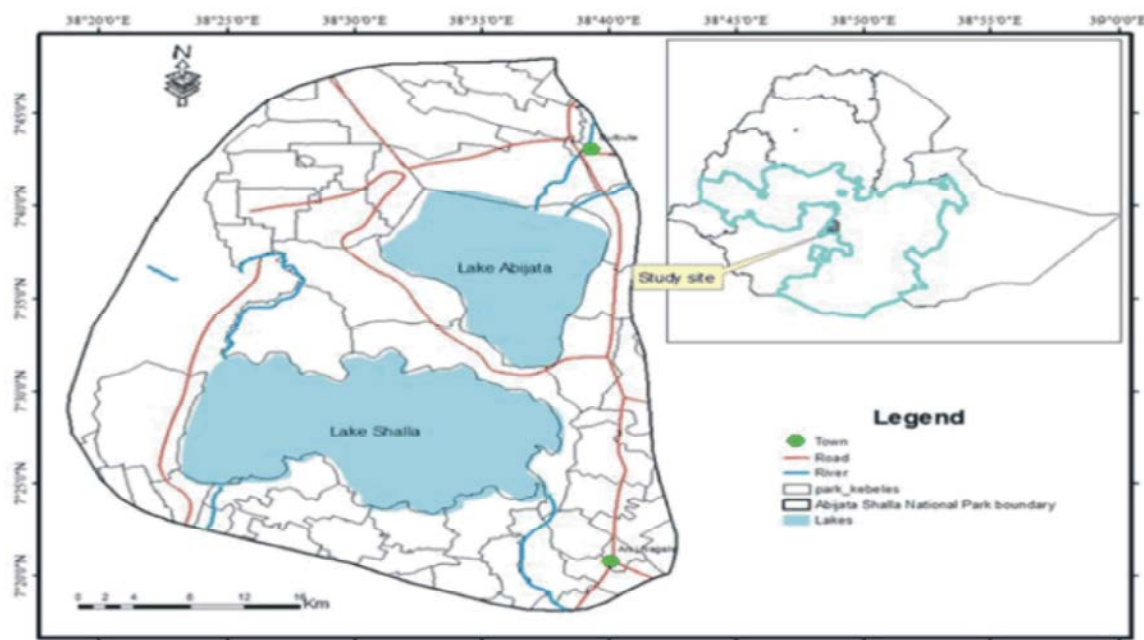 38°20'0"E 38°25'0"E 38°30'0"E 38°35'0"E 38°40'0"E 38°45'0"E 38°50'0"E 38°55'0"E 39°0'0"E
N
7°45'0"N
7°40'0"N
7°35'0"N
7°30'0"N
7°25'0"N
7°20'0"N
Lake Abijata
Study site
Lake Shalla
Legend
Town
Road
River
park_kebeles
Abijata Shalla National Park boundary
Lakes
0 2 4 8 12 16 Km